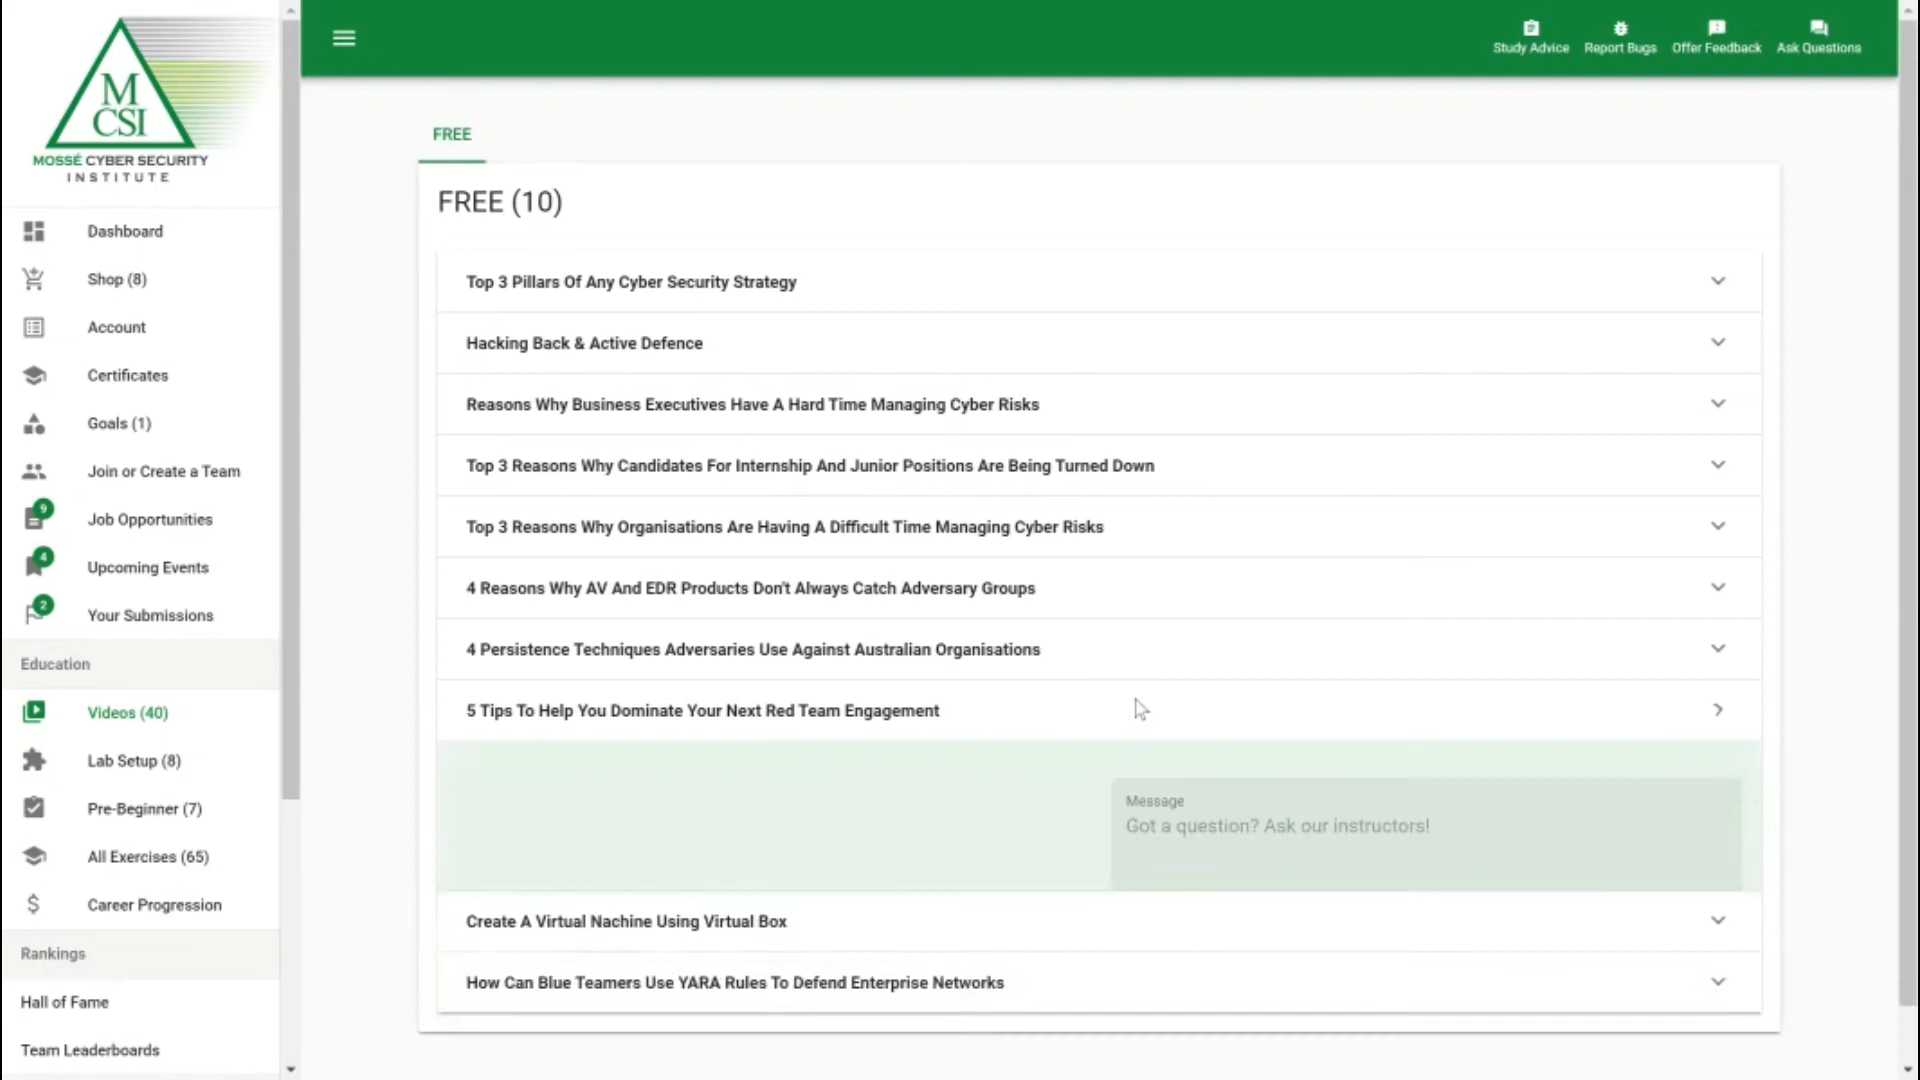 M
CSI
MOSSÉ CYBER SECURITY
INSTITUTE
Study Advice
Report Bugs
Offer Feedback
Ask Questions
Dashboard
Shop (8)
Account
Certificates
Goals (1)
Join or Create a Team
9
Job Opportunities
4
Upcoming Events
2
Your Submissions
Education
Videos (40)
Lab Setup (8)
Pre-Beginner (7)
All Exercises (65)
Career Progression
Rankings
Hall of Fame
Team Leaderboards
FREE
FREE (10)
Top 3 Pillars Of Any Cyber Security Strategy
Hacking Back & Active Defence
Reasons Why Business Executives Have A Hard Time Managing Cyber Risks
Top 3 Reasons Why Candidates For Internship And Junior Positions Are Being Turned Down
Top 3 Reasons Why Organisations Are Having A Difficult Time Managing Cyber Risks
4 Reasons Why AV And EDR Products Don't Always Catch Adversary Groups
4 Persistence Techniques Adversaries Use Against Australian Organisations
5 Tips To Help You Dominate Your Next Red Team Engagement
Message
Got a question? Ask our instructors!
Create A Virtual Nachine Using Virtual Box
How Can Blue Teamers Use YARA Rules To Defend Enterprise Networks